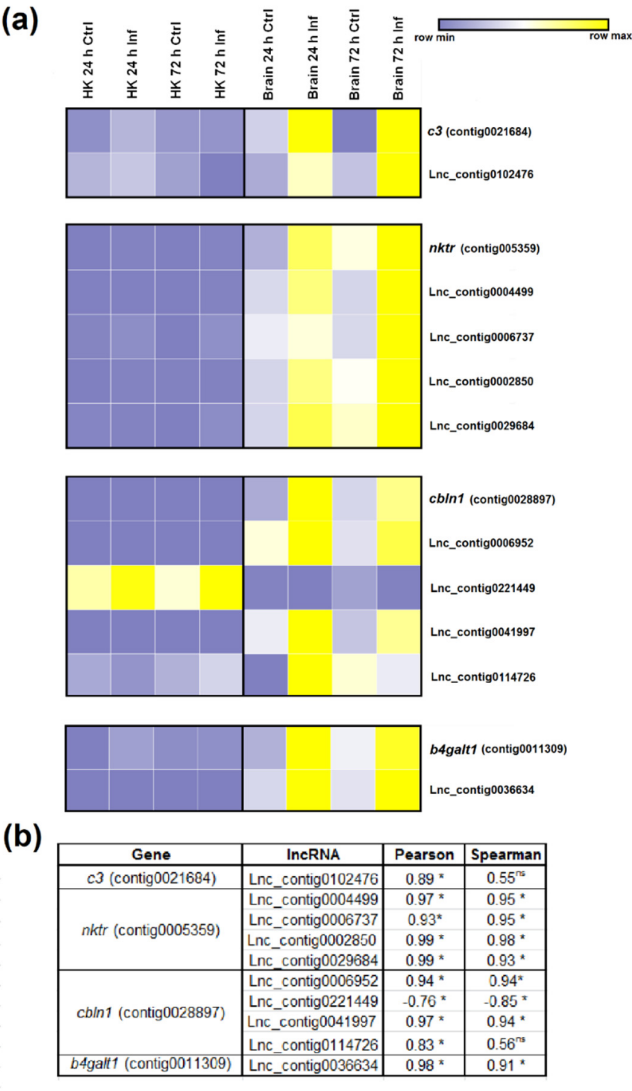 (a)
HK 24 h Ctrl
HK 24 h Inf
HK 72 h Ctrl
HK 72 h Inf
Brain 24 h Ctrl
Brain 24 h Inf
Brain 72 h Ctrl
Brain 72 h Inf
row min row max
c3 (contig0021684)
Lnc_contig0102476
nktr (contig005359)
Lnc_contig0004499
Lnc_contig0006737
Lnc_contig0002850
Lnc_contig0029684
cbln1 (contig0028897)
Lnc_contig0006952
Lnc_contig0221449
Lnc_contig0041997
Lnc_contig0114726
b4galt1 (contig0011309)
Lnc_contig0036634
(b)
Gene lncRNA Pearson Spearman
c3 (contig0021684) Lnc_contig0102476 0.89 * 0.55ns
nktr (contig0005359) Lnc_contig0004499 0.97 * 0.95 *
Lnc_contig0006737 0.93* 0.95 *
Lnc_contig0002850 0.99 * 0.98 *
Lnc_contig0029684 0.99 * 0.93 *
cbln1 (contig0028897) Lnc_contig0006952 0.94 * 0.94*
Lnc_contig0221449 -0.76 * -0.85 *
Lnc_contig0041997 0.97 * 0.94 *
Lnc_contig0114726 0.83 * 0.56ns
b4galt1 (contig0011309) Lnc_contig0036634 0.98 * 0.91 *